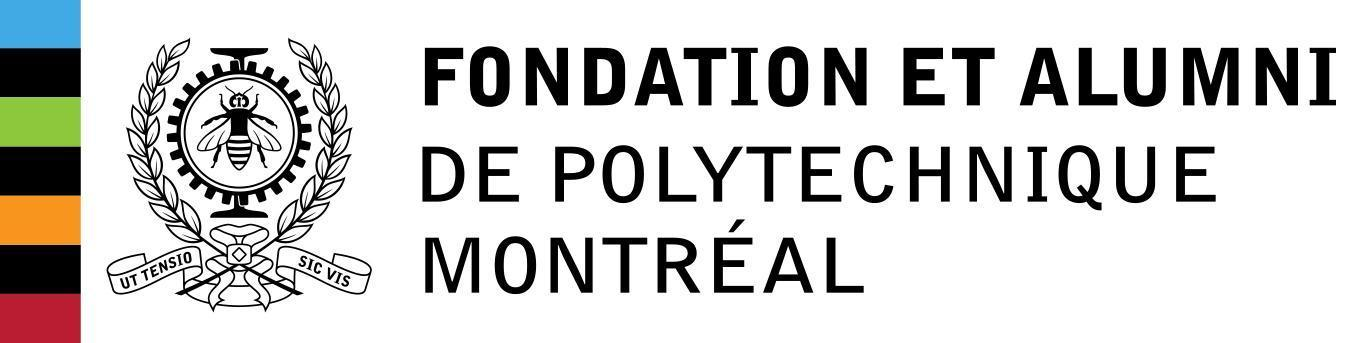 FONDATION ET ALUMNI
DE POLYTECHNIQUE
MONTRÉAL
UT TENSIO
SIC VIS